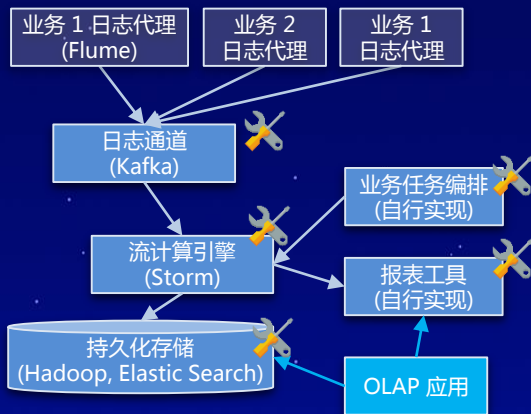 业务 1 日志代理
(Flume)
业务 2
日志代理
业务 1
日志代理
日志通道
(Kafka)
业务任务编排
(自行实现)
流计算引擎
(Storm)
报表工具
(自行实现)
持久化存储
(Hadoop, Elastic Search)
OLAP 应用